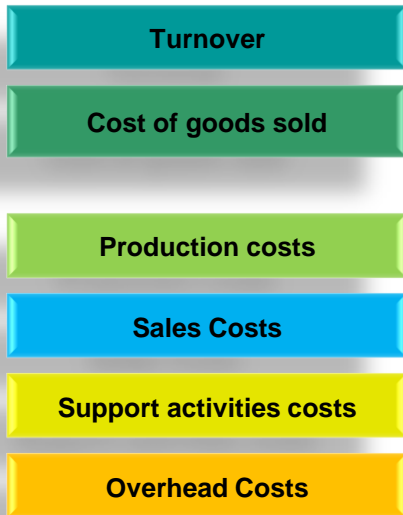 Turnover
Cost of goods sold
Production costs
Sales Costs
Support activities costs
Overhead Costs